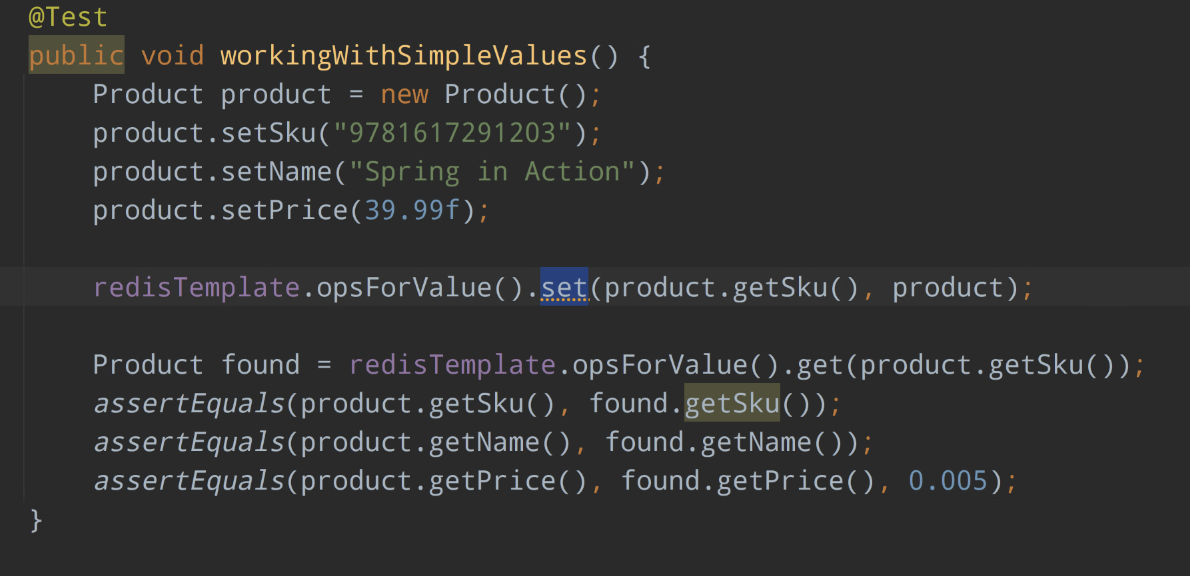 @Test
public void workingWithSimpleValues() {
    Product product = new Product();
    product.setSku("9781617291203");
    product.setName("Spring in Action");
    product.setPrice(39.99f);

    redisTemplate.opsForValue().set(product.getSku(), product);

    Product found = redisTemplate.opsForValue().get(product.getSku());
    assertEquals(product.getSku(), found.getSku());
    assertEquals(product.getName(), found.getName());
    assertEquals(product.getPrice(), found.getPrice(), 0.005);
}